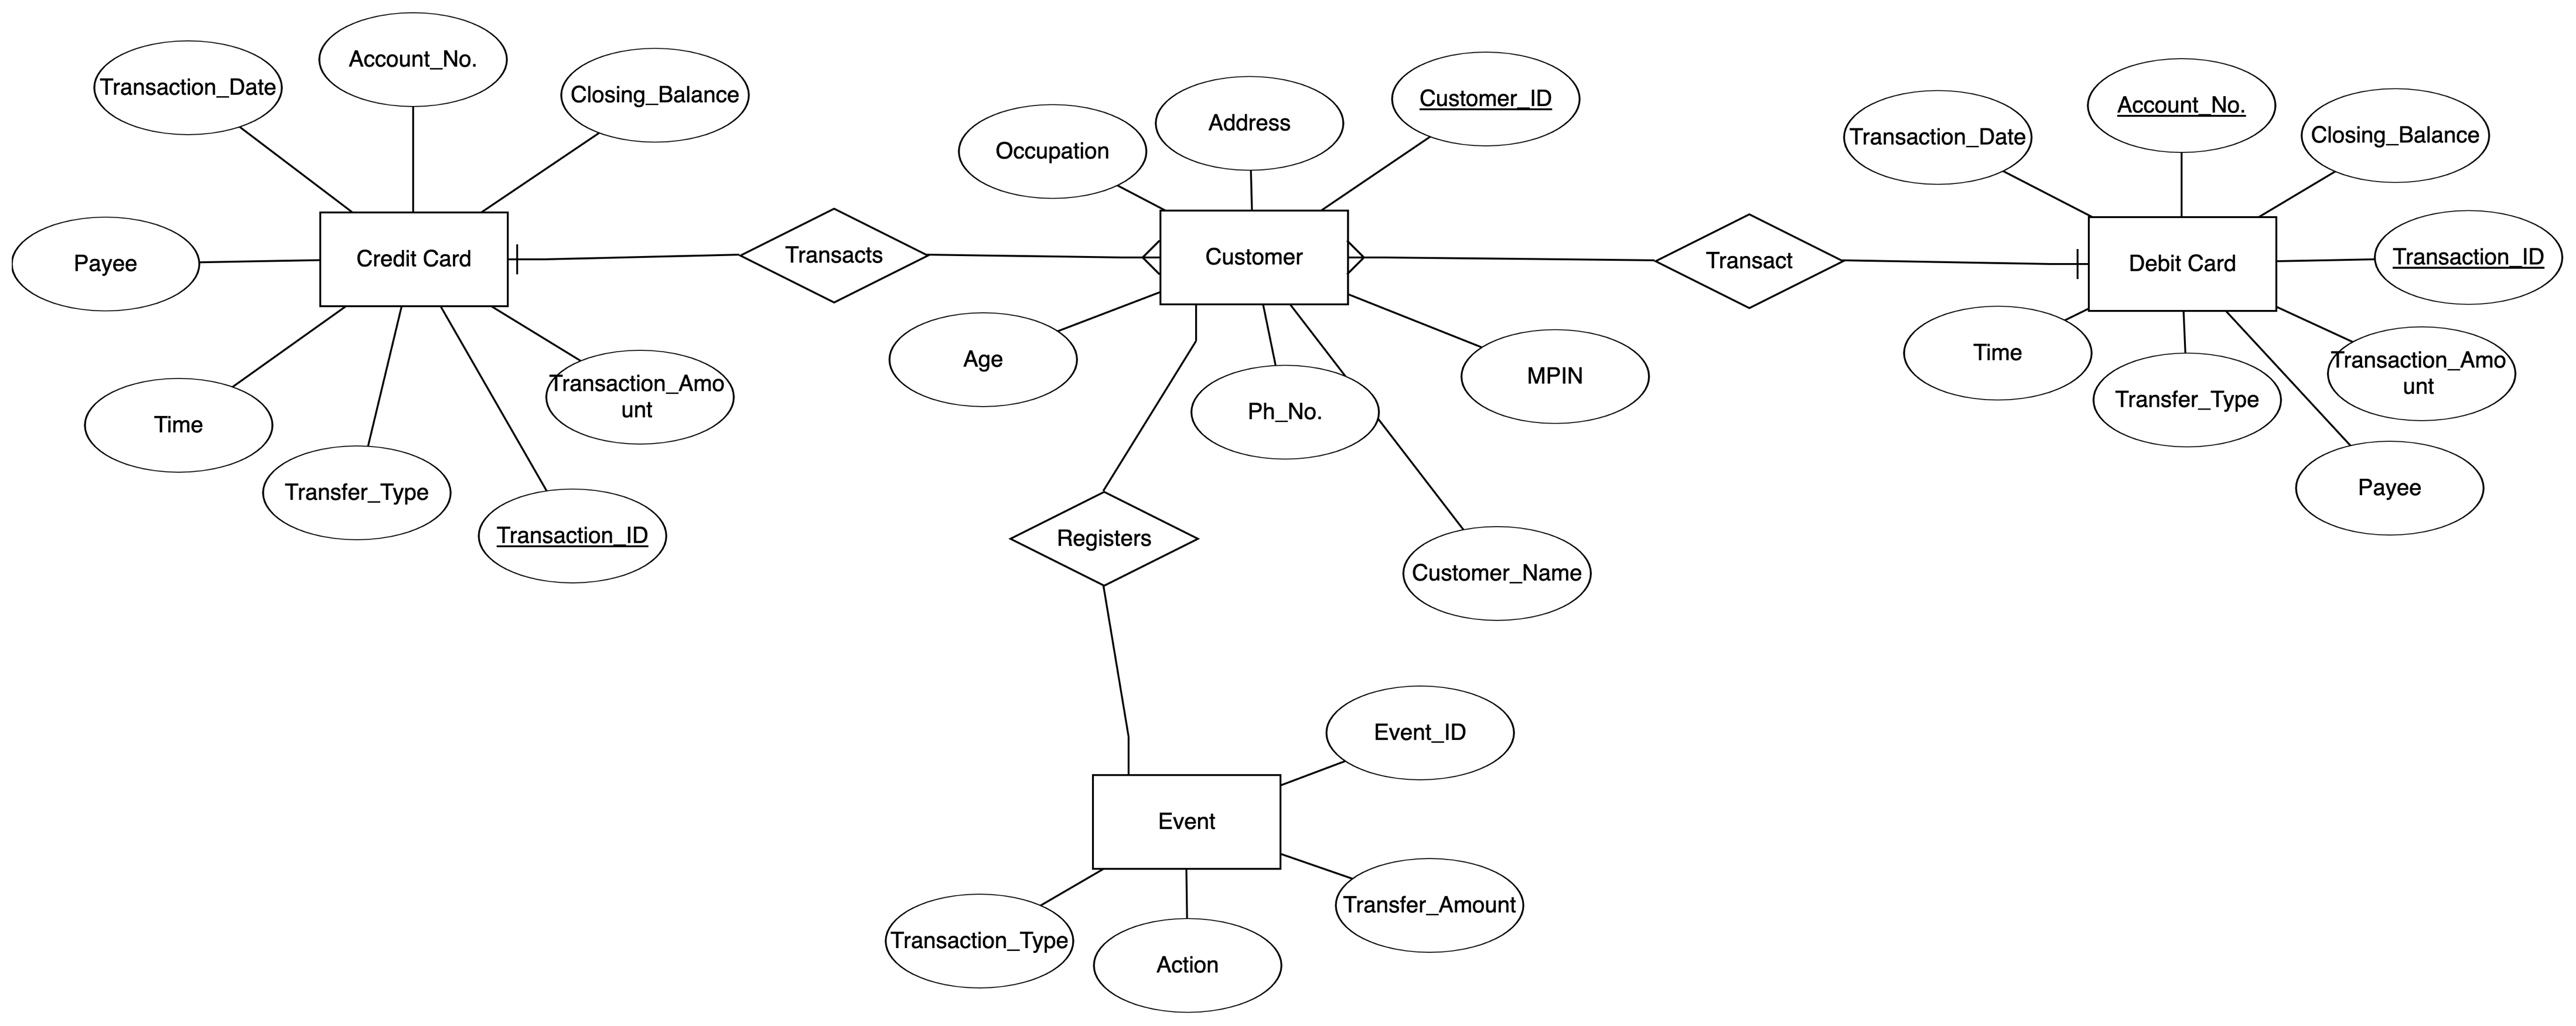 Account_No.
Transaction_Date
Closing_Balance
Payee
Credit Card
Time
Transfer_Type
Transaction_ID
Transaction_Amo
unt
Transacts
Occupation
Address
Customer_ID
Customer
Age
Ph_No.
MPIN
Customer_Name
Registers
Event
Event_ID
Transfer_Amount
Action
Transaction_Type
Transact
Transaction_Date
Account_No.
Closing_Balance
Debit Card
Transaction_ID
Time
Transfer_Type
Transaction_Amo
unt
Payee